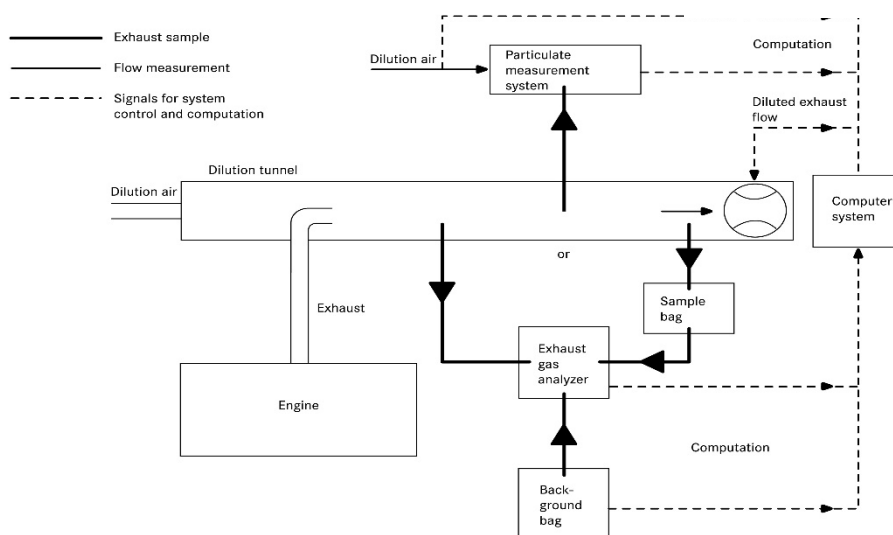 Exhaust sample
Flow measurement
Signals for system
control and computation
Dilution air
Particulate
measurement
system
Computation
Diluted exhaust
flow
Dilution tunnel
Dilution air
Computer
system
or
Exhaust
Sample
bag
Exhaust
gas
analyzer
Engine
Computation
Back-
ground
bag